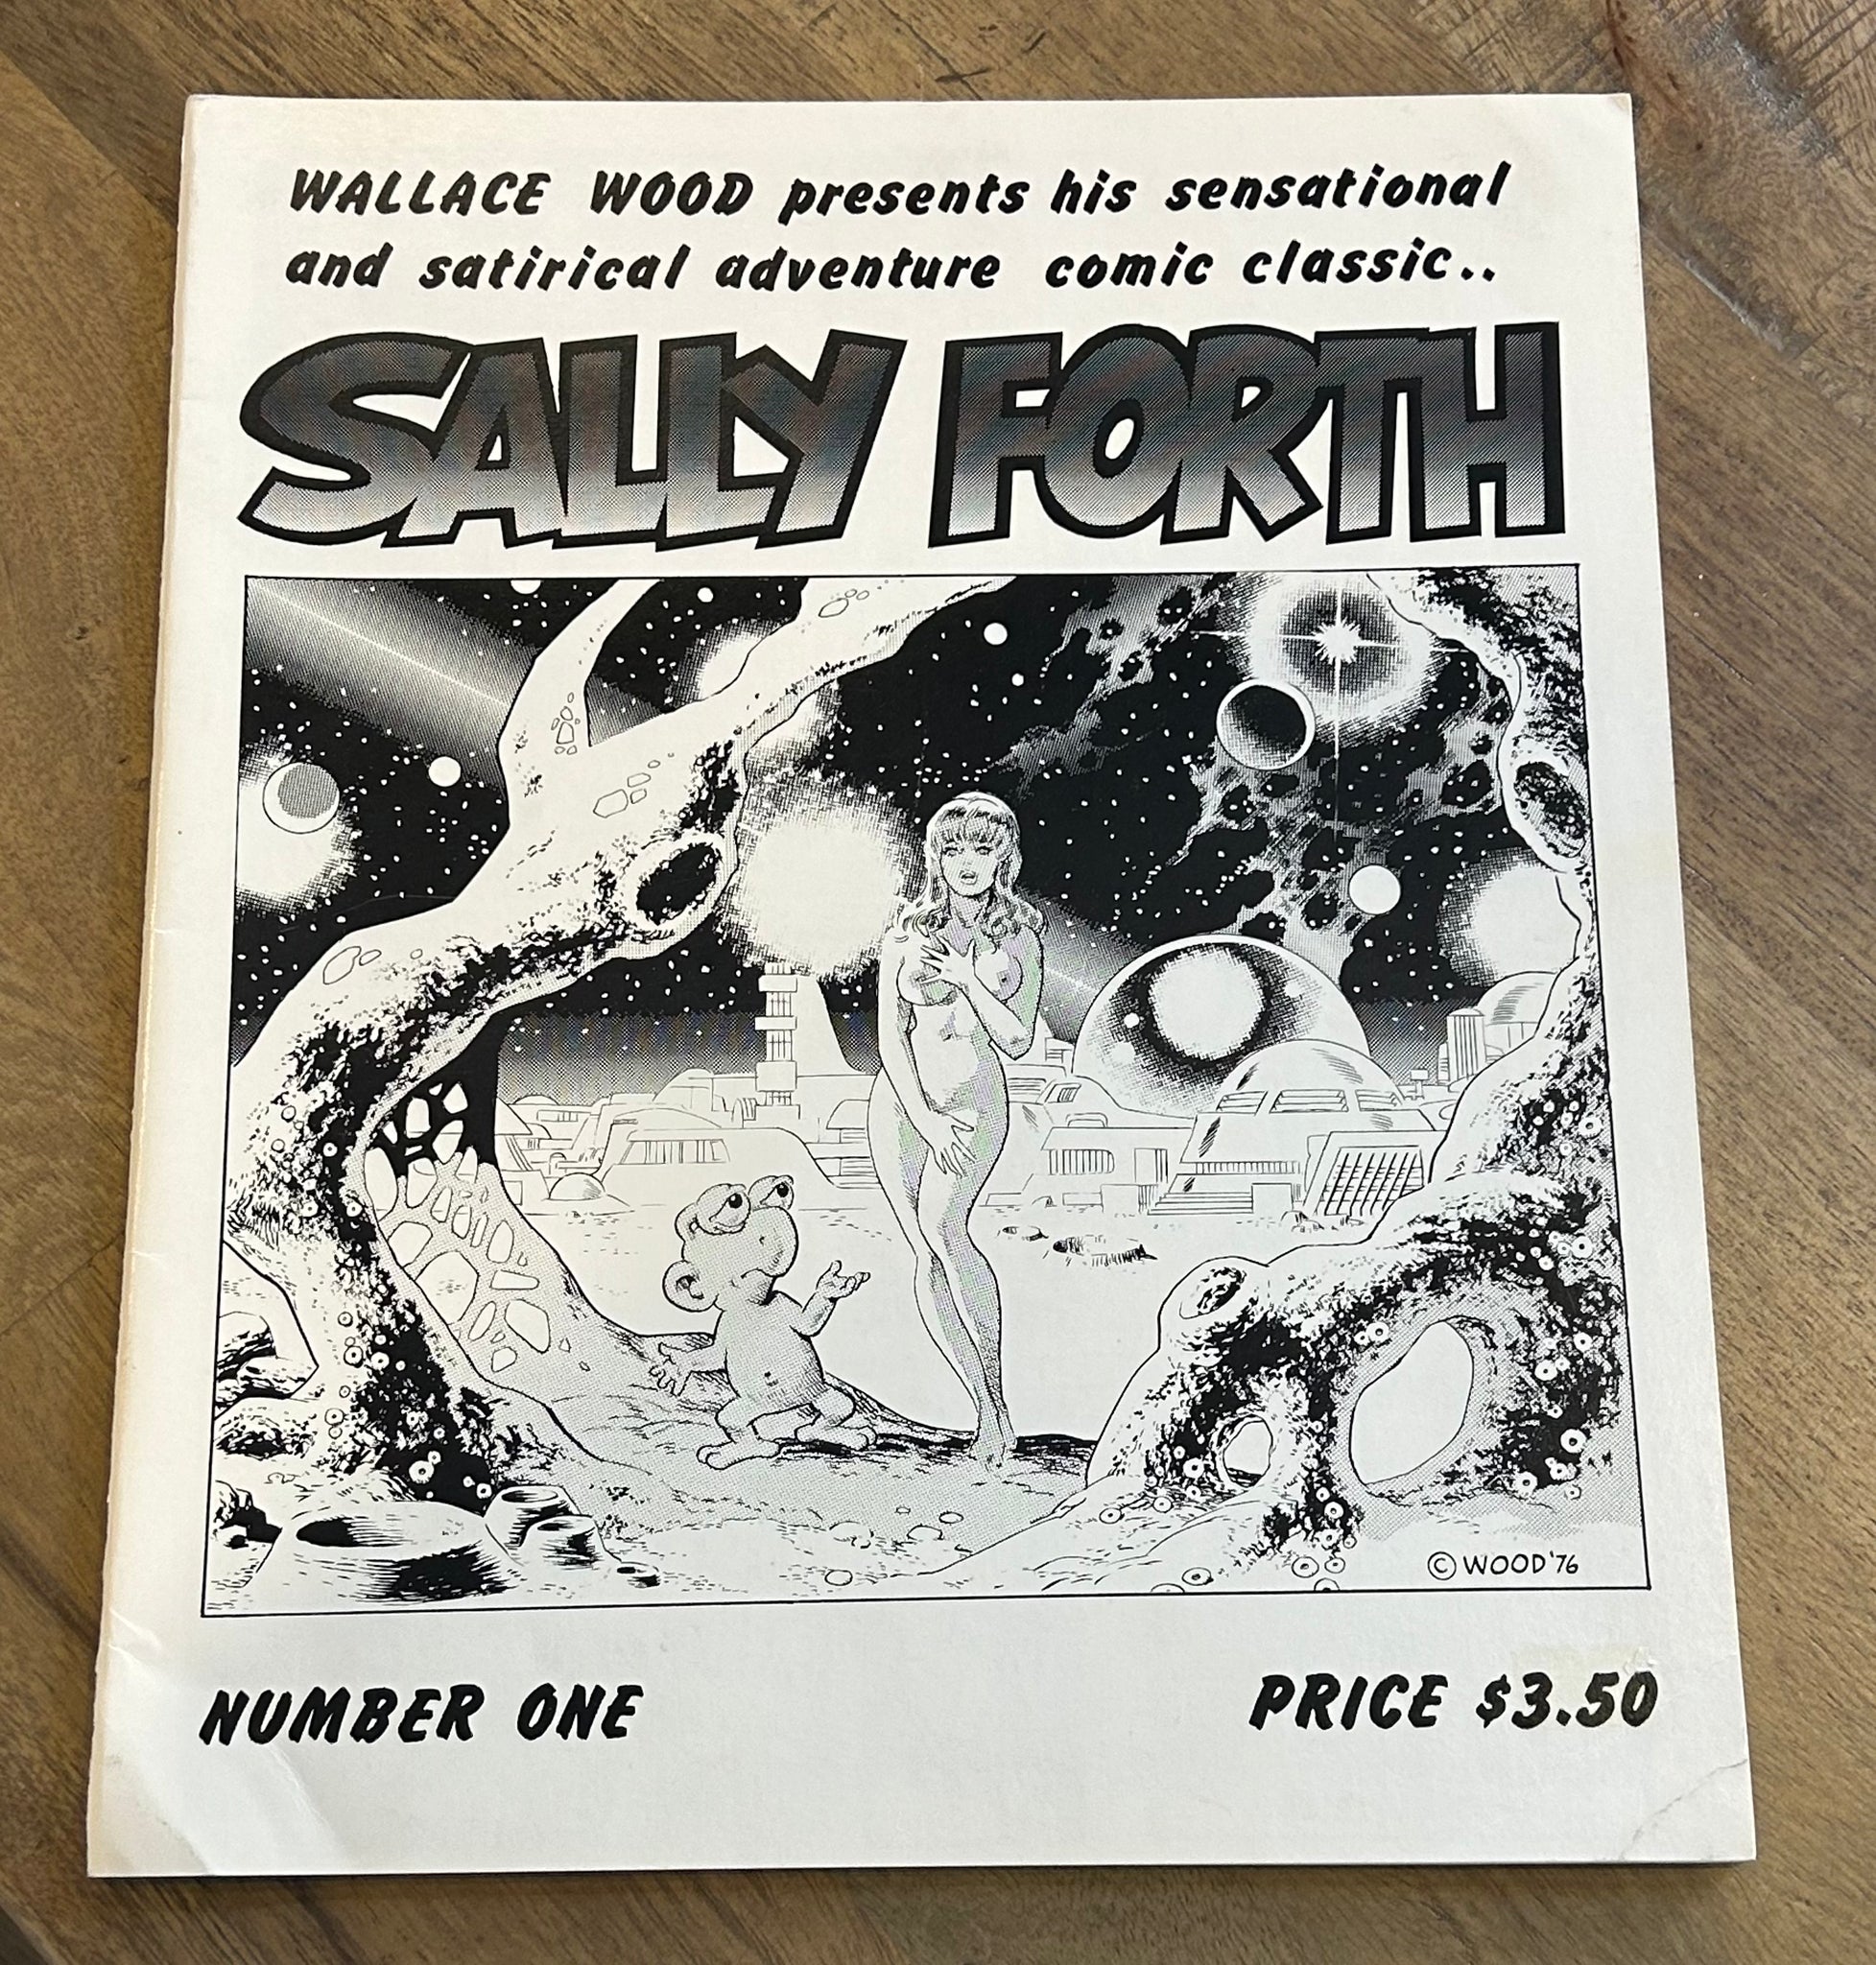 WALLACE WOOD presents his sensational
and satirical adventure comic classic..
SALLY FORTH
© WOOD '76
NUMBER ONE
PRICE $3.50